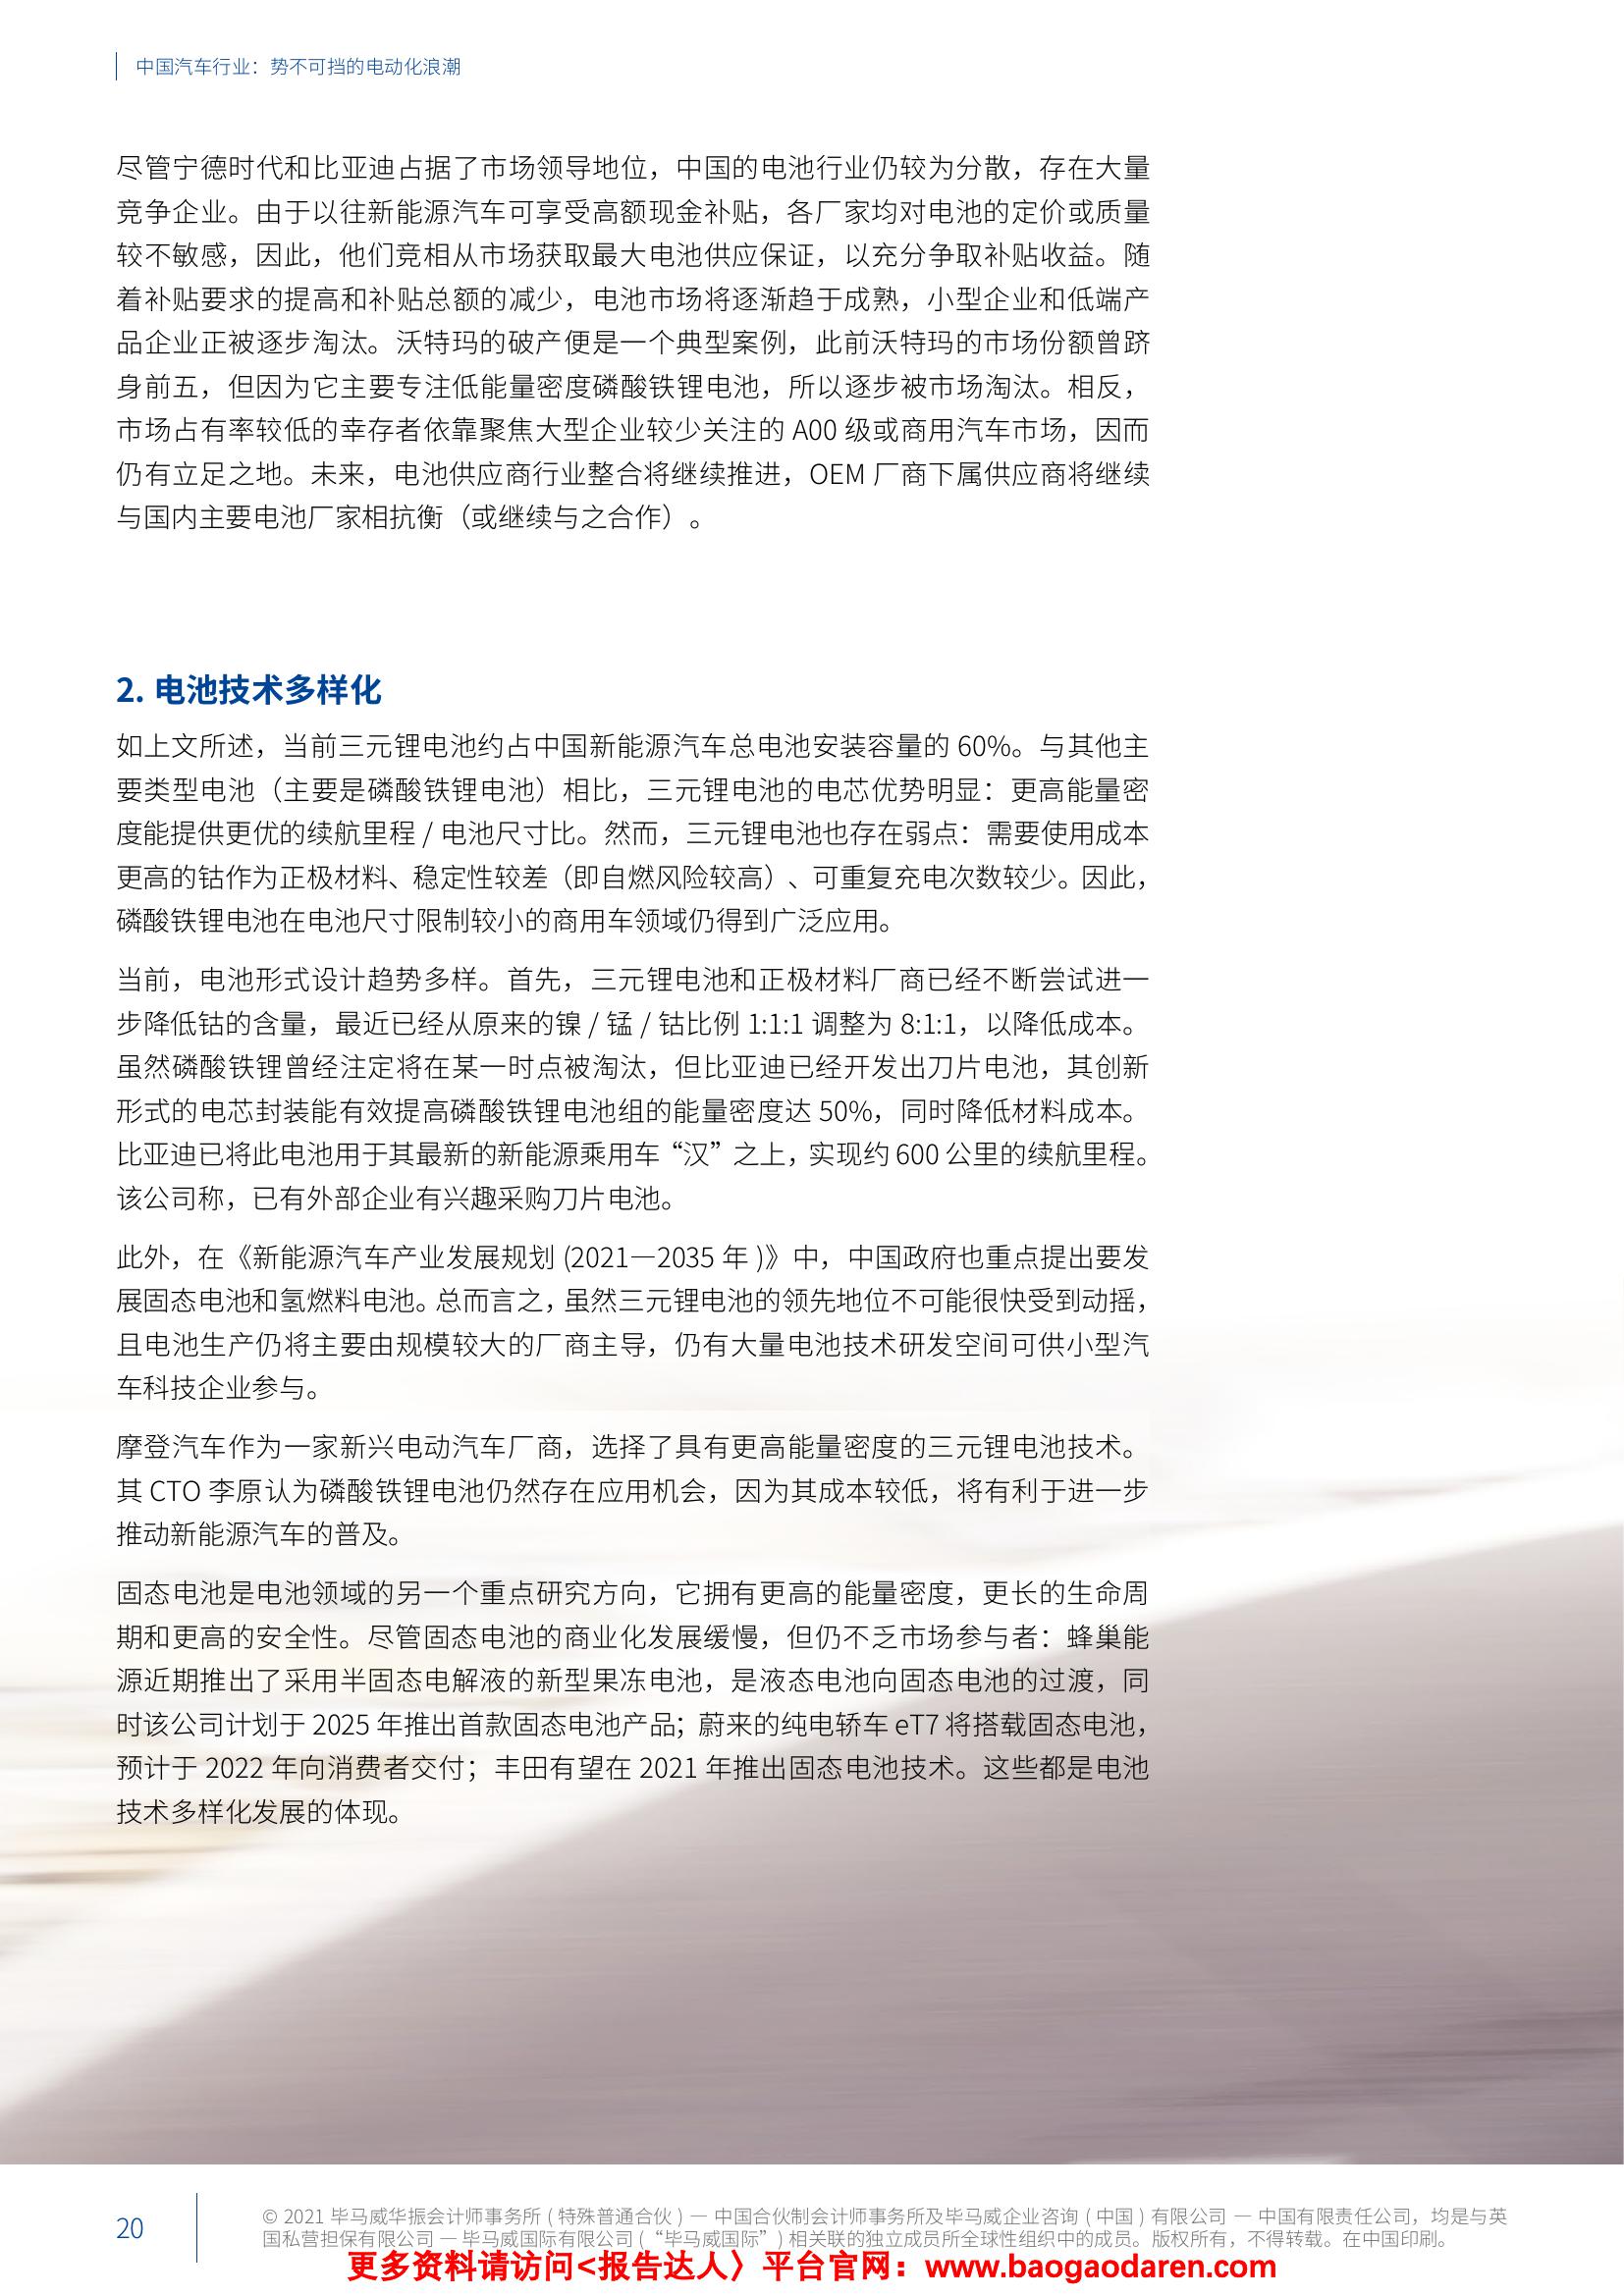 中国汽车行业：势不可挡的电动化浪潮
尽管宁德时代和比亚迪占据了市场领导地位，中国的电池行业仍较为分散，存在大量
竞争企业。由于以往新能源汽车可享受高额现金补贴，各厂家均对电池的定价或质量
较不敏感，因此，他们竞相从市场获取最大电池供应保证，以充分争取补贴收益。随
着补贴要求的提高和补贴总额的减少，电池市场将逐渐趋于成熟，小型企业和低端产
品企业正被逐步淘汰。沃特玛的破产便是一个典型案例，此前沃特玛的市场份额曾跻
身前五，但因为它主要专注低能量密度磷酸铁锂电池，所以逐步被市场淘汰。相反，
市场占有率较低的幸存者依靠聚焦大型企业较少关注的 A00 级或商用汽车市场，因而
仍有立足之地。未来，电池供应商行业整合将继续推进，OEM 厂商下属供应商将继续
与国内主要电池厂家相抗衡（或继续与之合作）。
2. 电池技术多样化
如上文所述，当前三元锂电池约占中国新能源汽车总电池安装容量的 60%。与其他主
要类型电池（主要是磷酸铁锂电池）相比，三元锂电池的电芯优势明显：更高能量密
度能提供更优的续航里程 / 电池尺寸比。然而，三元锂电池也存在弱点：需要使用成本
更高的钴作为正极材料、稳定性较差（即自燃风险较高）、可重复充电次数较少。因此，
磷酸铁锂电池在电池尺寸限制较小的商用车领域仍得到广泛应用。
当前，电池形式设计趋势多样。首先，三元锂电池和正极材料厂商已经不断尝试进一
步降低钴的含量，最近已经从原来的镍 / 锰 / 钴比例 1:1:1 调整为 8:1:1，以降低成本。
虽然磷酸铁锂曾经注定将在某一时点被淘汰，但比亚迪已经开发出刀片电池，其创新
形式的电芯封装能有效提高磷酸铁锂电池组的能量密度达 50%，同时降低材料成本。
比亚迪已将此电池用于其最新的新能源乘用车“汉”之上，实现约 600 公里的续航里程。
该公司称，已有外部企业有兴趣采购刀片电池。
此外，在《新能源汽车产业发展规划 (2021—2035 年 )》中，中国政府也重点提出要发
展固态电池和氢燃料电池。总而言之，虽然三元锂电池的领先地位不可能很快受到动摇，
且电池生产仍将主要由规模较大的厂商主导，仍有大量电池技术研发空间可供小型汽
车科技企业参与。
摩登汽车作为一家新兴电动汽车厂商，选择了具有更高能量密度的三元锂电池技术。
其 CTO 李原认为磷酸铁锂电池仍然存在应用机会，因为其成本较低，将有利于进一步
推动新能源汽车的普及。
固态电池是电池领域的另一个重点研究方向，它拥有更高的能量密度，更长的生命周
期和更高的安全性。尽管固态电池的商业化发展缓慢，但仍不乏市场参与者：蜂巢能
源近期推出了采用半固态电解液的新型果冻电池，是液态电池向固态电池的过渡，同
时该公司计划于 2025 年推出首款固态电池产品；蔚来的纯电轿车 eT7 将搭载固态电池，
预计于 2022 年向消费者交付；丰田有望在 2021 年推出固态电池技术。这些都是电池
技术多样化发展的体现。
20
© 2021 毕马威华振会计师事务所 ( 特殊普通合伙 ) — 中国合伙制会计师事务所及毕马威企业咨询 ( 中国 ) 有限公司 — 中国有限责任公司，均是与英
国私营担保有限公司 — 毕马威国际有限公司 (“毕马威国际”) 相关联的独立成员所全球性组织中的成员。版权所有，不得转载。在中国印刷。
更多资料请访问<报告达人〉平台官网：www.baogaodaren.com